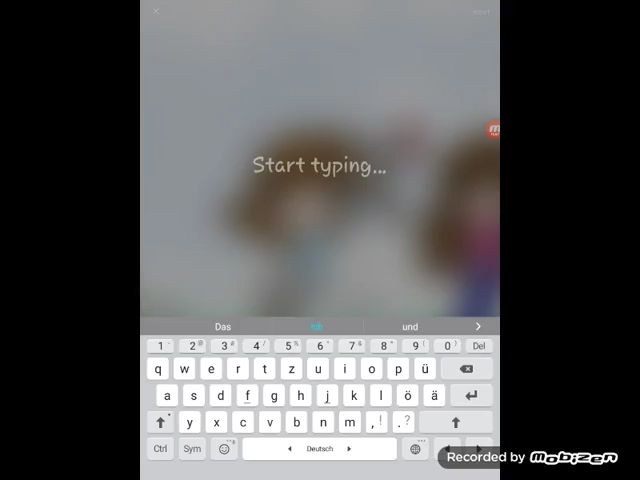 Start typing...
Das ich und
1 2 3 4 5 6 7 8 9 0 Del
q w e r t z u i o p ü
a s d f g h j k l ö ä
y x c v b n m , ! . ?
Ctrl Sym Deutsch
Recorded by Mobizen